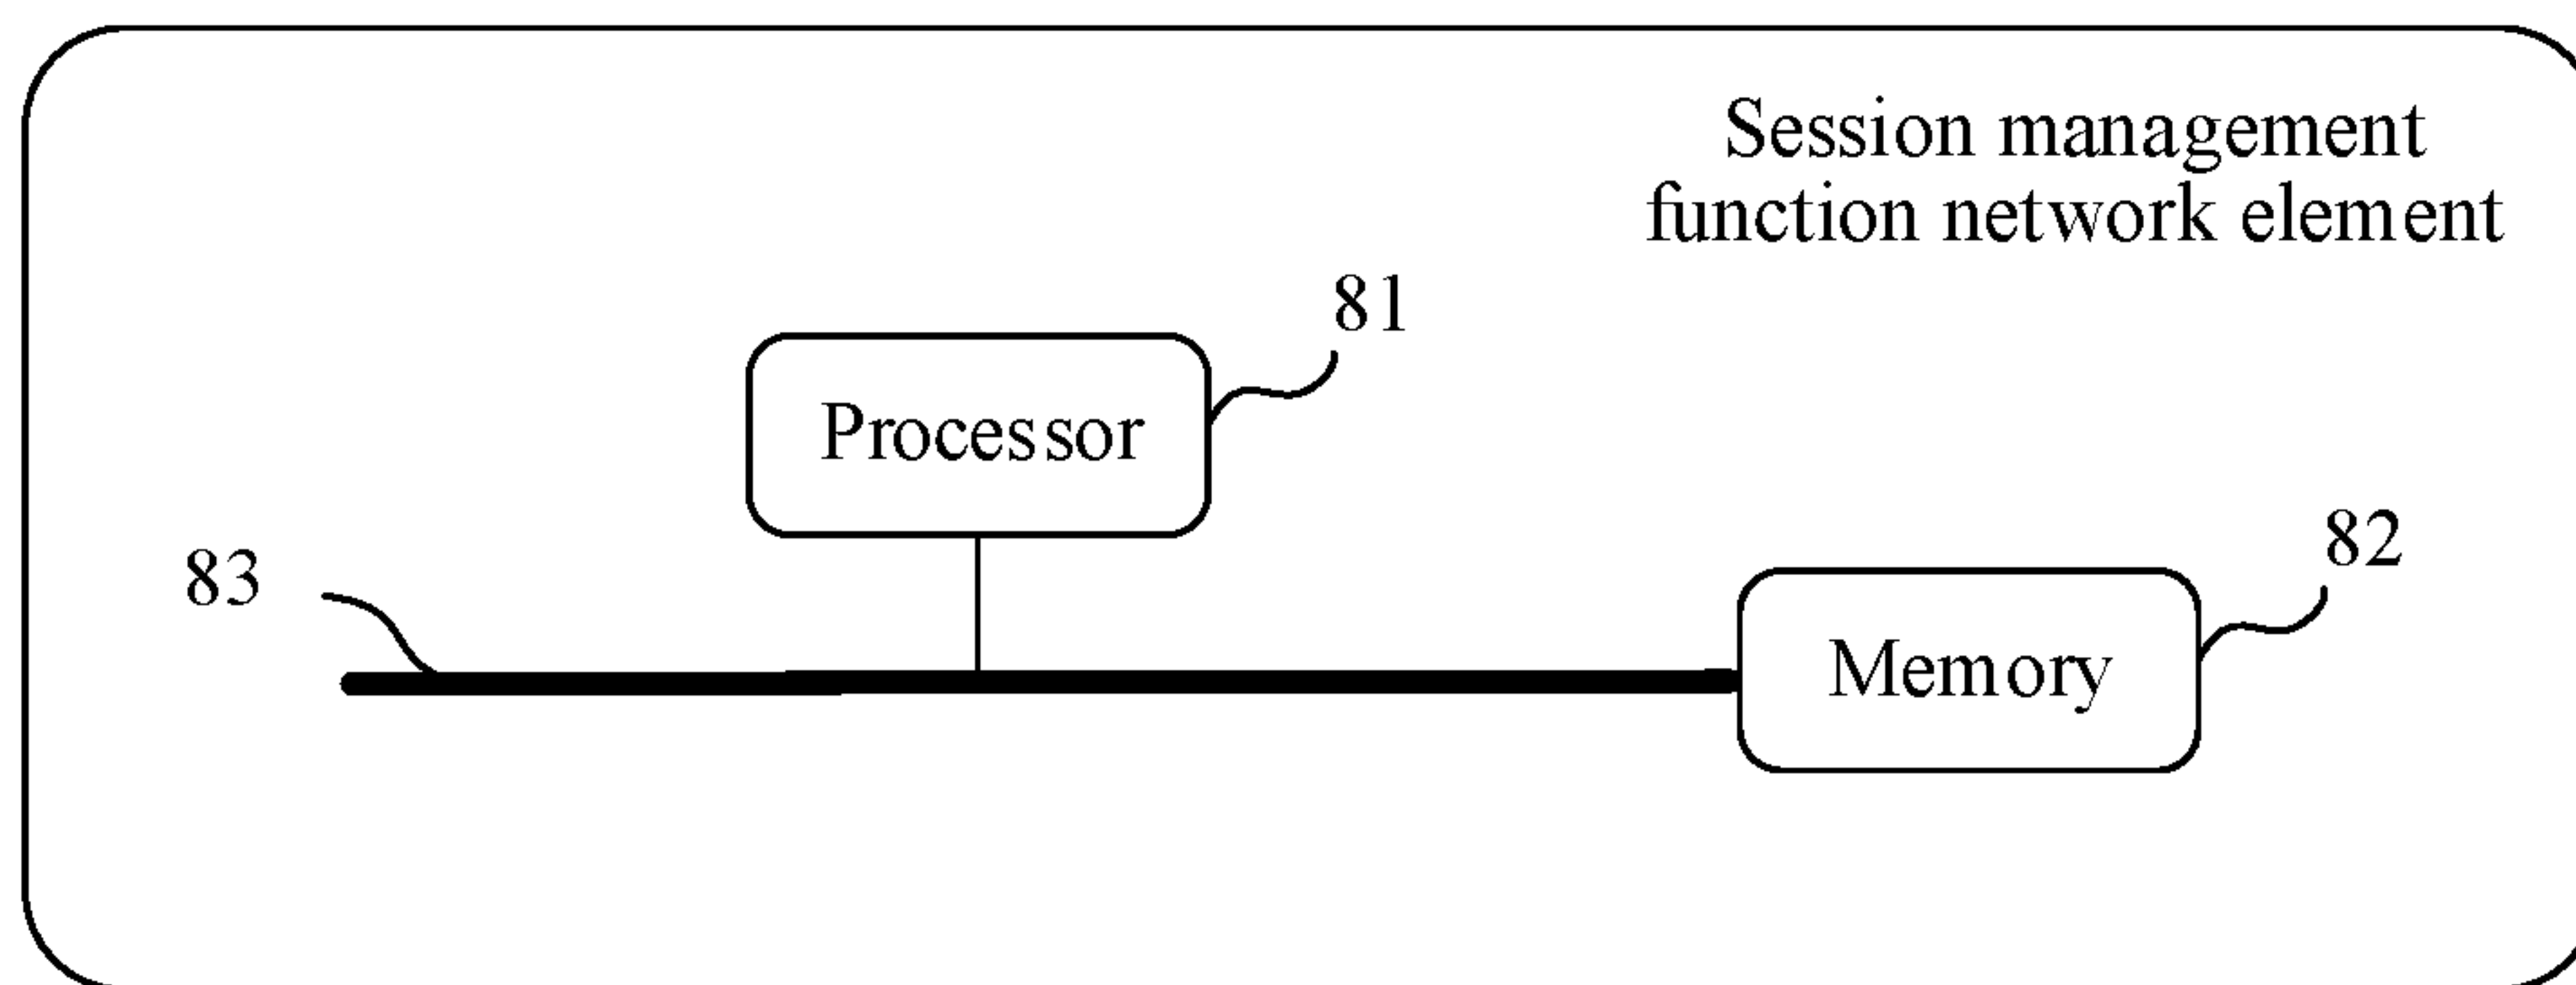 Session management
function network element
81
Processor
82
83
Memory